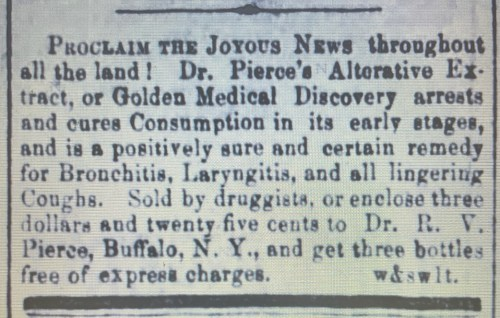 PROCLAIM THE JOYOUS NEWS throughout
all the land! Dr. Pierce's Alterative Ex-
tract, or Golden Medical Discovery arrests
and cures Consumption in its early stages,
and is a positively sure and certain remedy
for Bronchitis, Laryngitis, and all lingering
Coughs. Sold by druggists, or enclose three
dollars and twenty five cents to Dr. R. V.
Pierce, Buffalo, N. Y., and get three bottles
free of express charges. w&swlt.